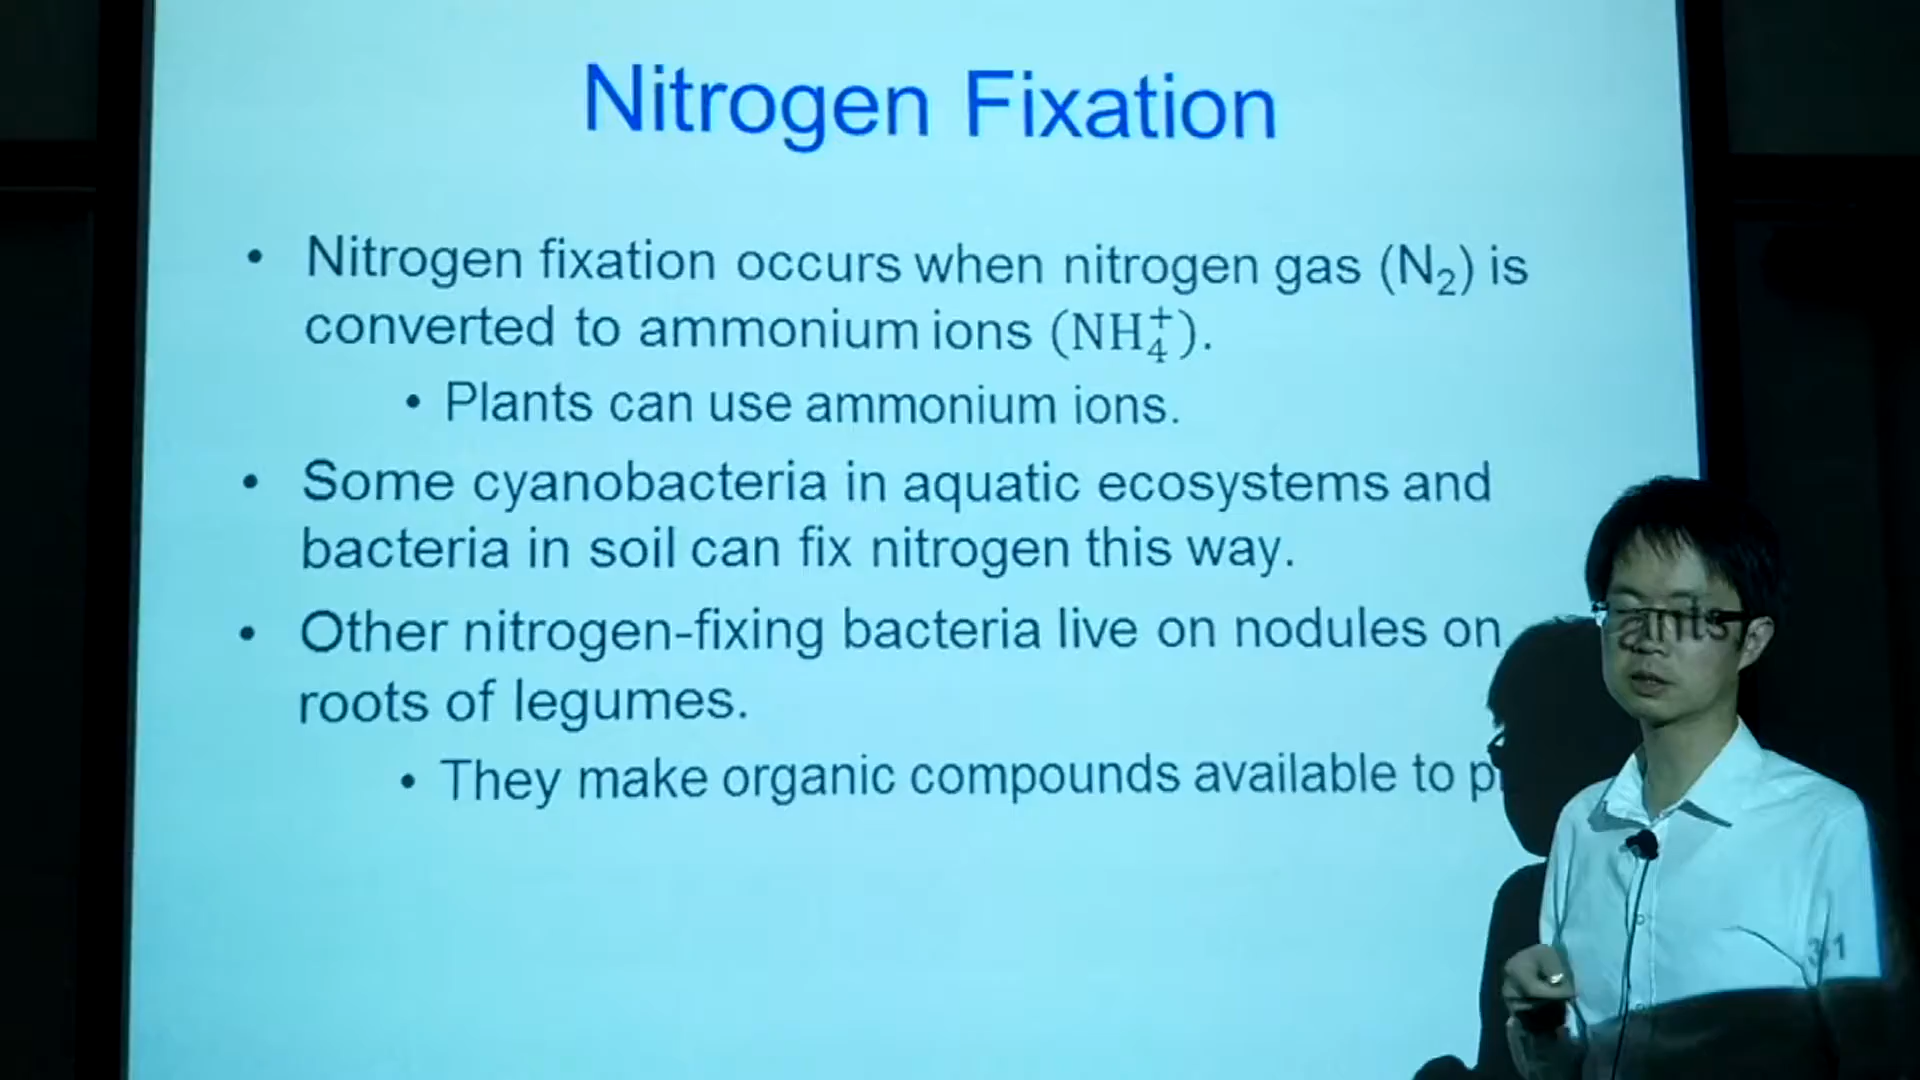 Nitrogen Fixation
• Nitrogen fixation occurs when nitrogen gas (N₂) is
converted to ammonium ions (NH₄⁺).
• Plants can use ammonium ions.
• Some cyanobacteria in aquatic ecosystems and
bacteria in soil can fix nitrogen this way.
• Other nitrogen-fixing bacteria live on nodules on
roots of legumes.
• They make organic compounds available to
31